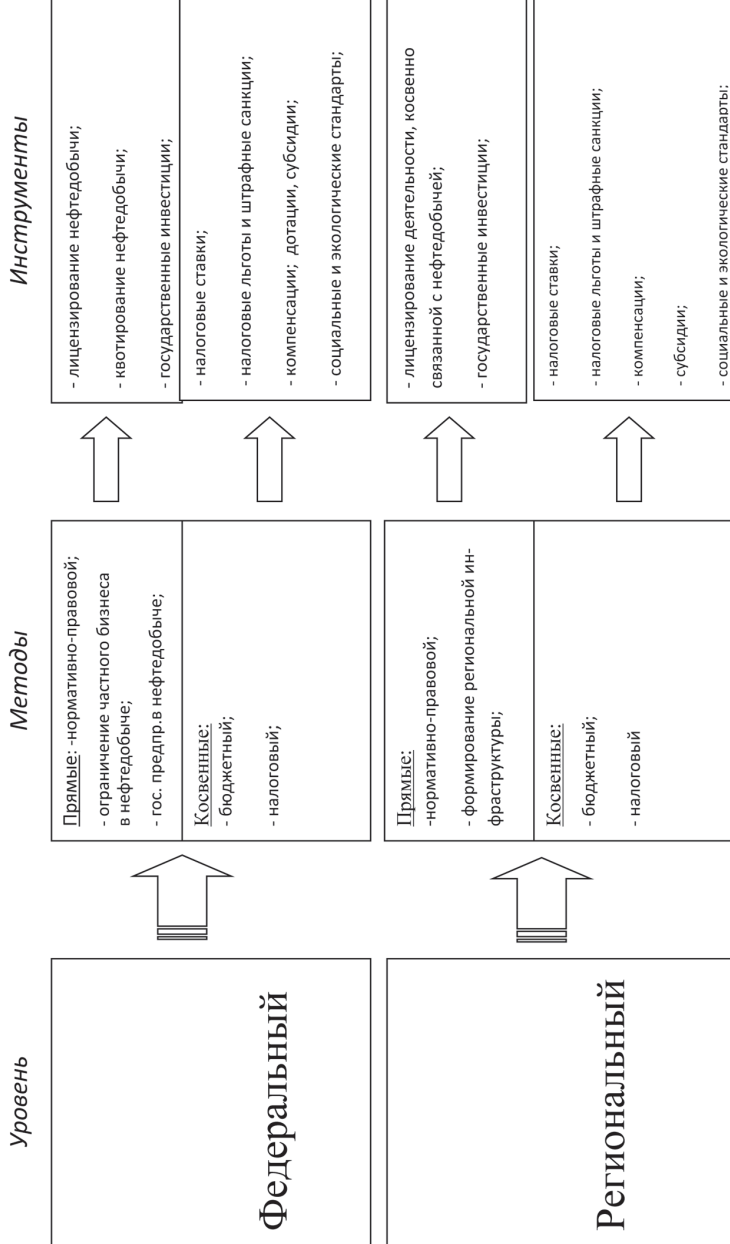 Уровень
Методы
Инструменты
Федеральный
Прямые: -нормативно-правовой;
- ограничение частного бизнеса
в нефтедобыче;
- гос. предпр.в нефтедобыче;
- лицензирование нефтедобычи;
- квотирование нефтедобычи.
- государственные инвестиции;
Косвенные:
- бюджетный;
- налоговый;
- налоговые ставки;
- налоговые льготы и штрафные санкции;
- компенсации; дотации, субсидии;
- социальные и экологические стандарты;
Региональный
Прямые:
-нормативно-правовой;
- формирование региональной ин-
фраструктуры;
- лицензирование деятельности, косвенно
связанной с нефтедобычей;
- государственные инвестиции;
Косвенные:
- бюджетный;
- налоговый
- налоговые ставки;
- налоговые льготы и штрафные санкции;
- компенсации;
- субсидии;
- социальные и экологические стандарты;